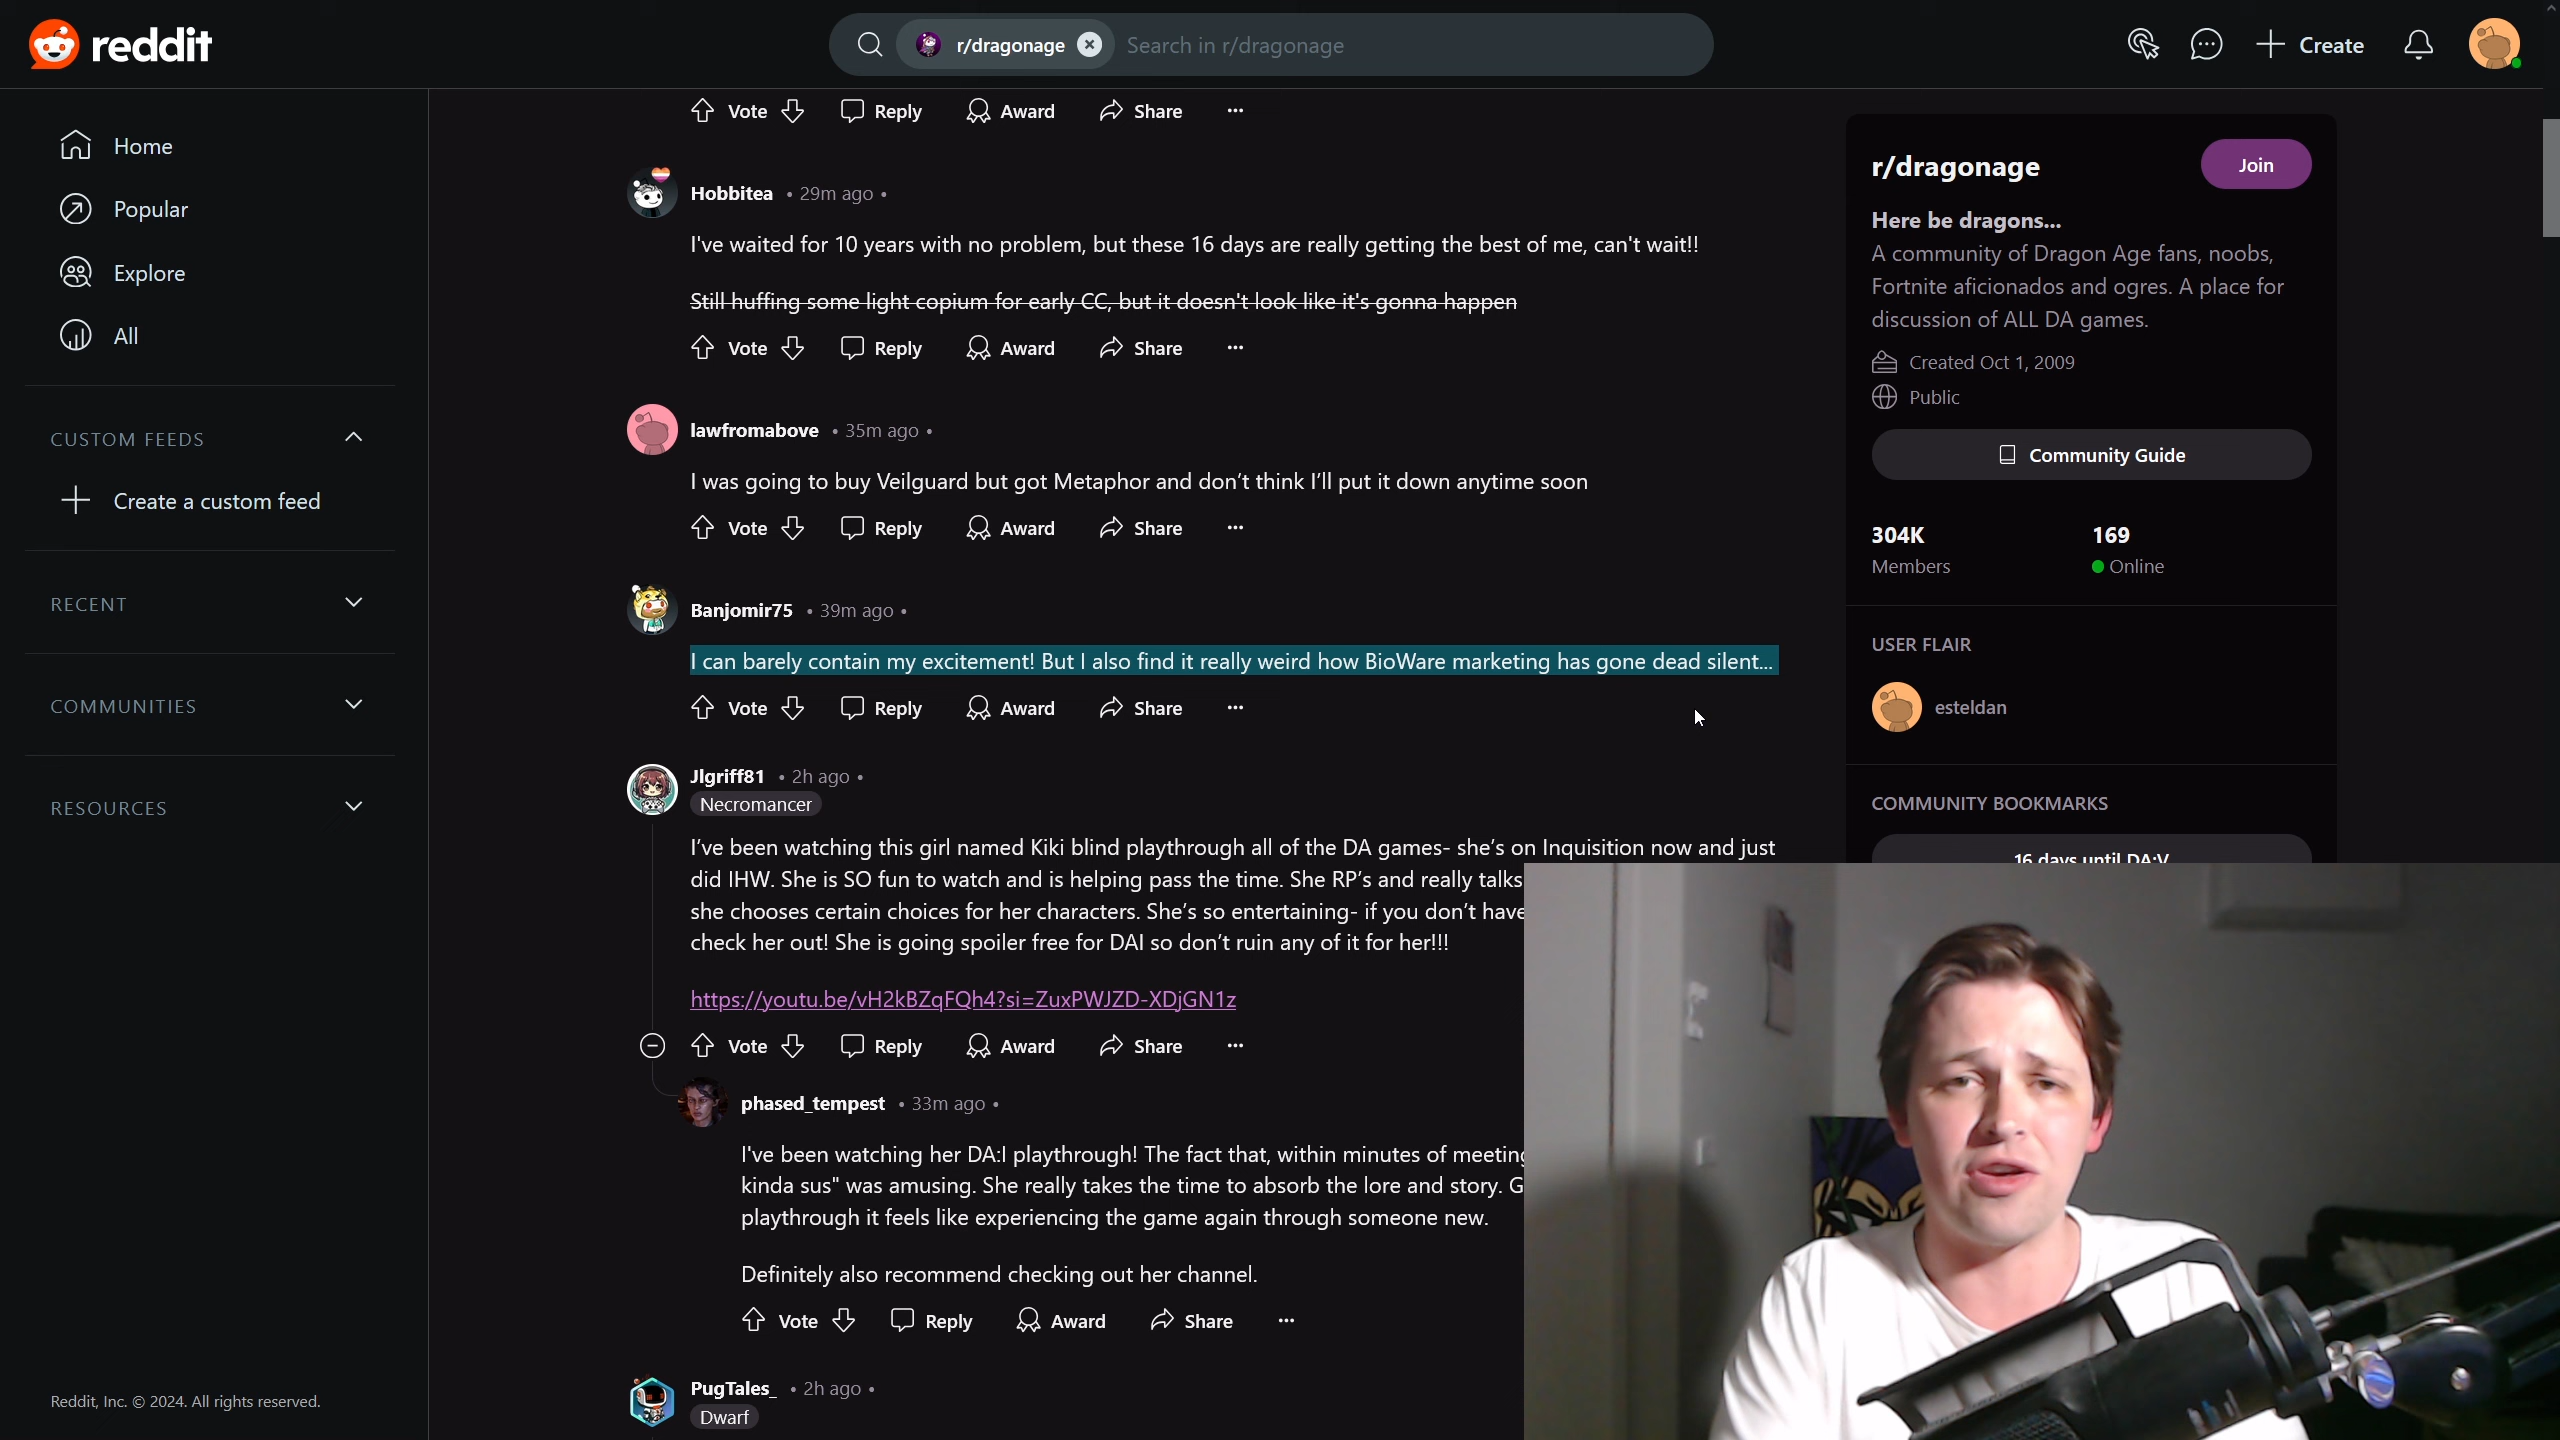 reddit
r/dragonage
Search in r/dragonage
Create
Home
Popular
Explore
All
CUSTOM FEEDS
Create a custom feed
RECENT
COMMUNITIES
RESOURCES
Reddit, Inc. © 2024. All rights reserved.
Vote
Reply
Award
Share
Hobbitea • 29m ago •
I've waited for 10 years with no problem, but these 16 days are really getting the best of me, can't wait!!
Still huffing some light copium for early CC, but it doesn't look like it's gonna happen
Vote
Reply
Award
Share
lawfromabove • 35m ago •
I was going to buy Veilguard but got Metaphor and don’t think I’ll put it down anytime soon
Vote
Reply
Award
Share
Banjomir75 • 39m ago •
I can barely contain my excitement! But I also find it really weird how BioWare marketing has gone dead silent...
Vote
Reply
Award
Share
Jlgriff81 • 2h ago •
Necromancer
I’ve been watching this girl named Kiki blind playthrough all of the DA games- she’s on Inquisition now and just
did IHW. She is SO fun to watch and is helping pass the time. She RP’s and really talks
she chooses certain choices for her characters. She’s so entertaining- if you don’t have
check her out! She is going spoiler free for DAI so don’t ruin any of it for her!!!
https://youtu.be/vH2kBZqFQh4?si=ZuxPWJZD-XDjGN1z
Vote
Reply
Award
Share
phased_tempest • 33m ago •
I've been watching her DA:I playthrough! The fact that, within minutes of meeting
kinda sus" was amusing. She really takes the time to absorb the lore and story. G
playthrough it feels like experiencing the game again through someone new.
Definitely also recommend checking out her channel.
Vote
Reply
Award
Share
PugTales_ • 2h ago •
Dwarf
r/dragonage
Join
Here be dragons...
A community of Dragon Age fans, noobs,
Fortnite aficionados and ogres. A place for
discussion of ALL DA games.
Created Oct 1, 2009
Public
Community Guide
304K
Members
169
Online
USER FLAIR
esteldan
COMMUNITY BOOKMARKS
16 days until DA:V